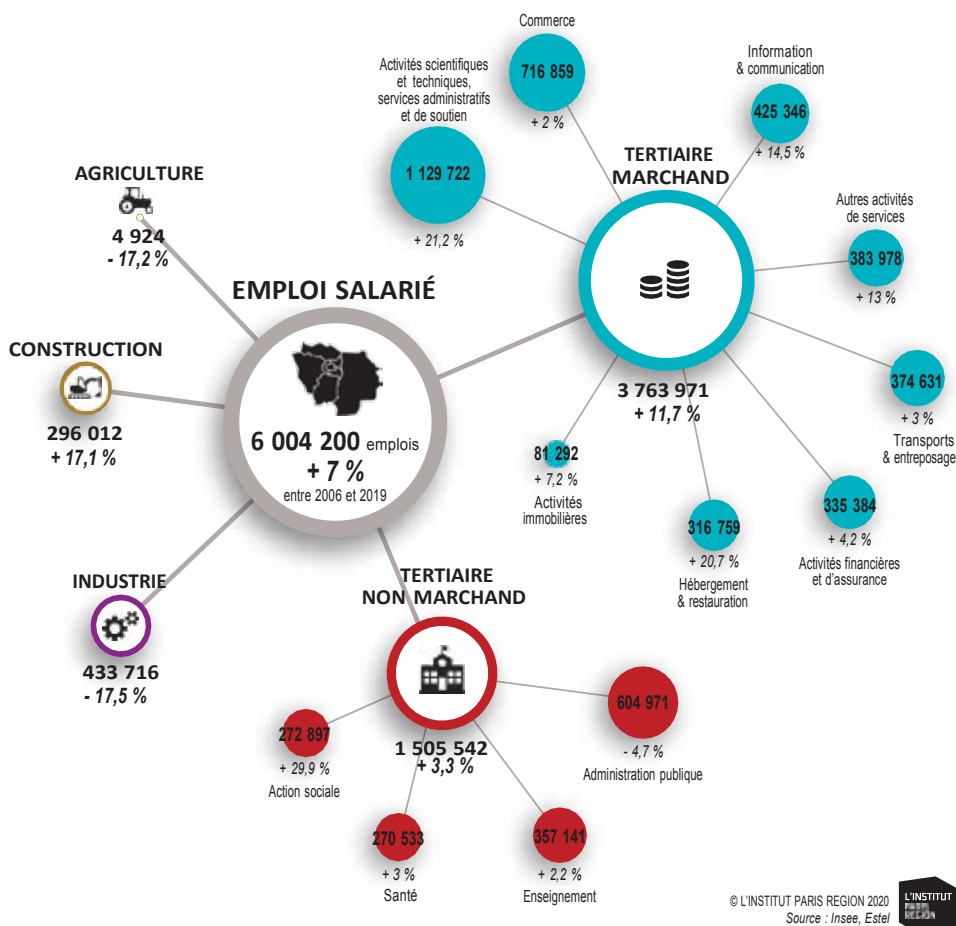 Commerce
716 859
+ 2 %
Activités scientifiques
et techniques,
services administratifs
et de soutien
1 129 722
+ 21,2 %
Information
& communication
425 346
+ 14,5 %
TERTIAIRE
MARCHAND
3 763 971
+ 11,7 %
Autres activités
de services
383 978
+ 13 %
374 631
+ 3 %
Transports
& entreposage
335 384
+ 4,2 %
Activités financières
et d'assurance
316 759
+ 20,7 %
Hébergement
& restauration
81 292
+ 7,2 %
Activités
immobilières
AGRICULTURE
4 924
- 17,2 %
EMPLOI SALARIÉ
6 004 200 emplois
+ 7 %
entre 2006 et 2019
CONSTRUCTION
296 012
+ 17,1 %
INDUSTRIE
433 716
- 17,5 %
TERTIAIRE
NON MARCHAND
1 505 542
+ 3,3 %
604 971
- 4,7 %
Administration publique
272 897
+ 29,9 %
Action sociale
270 533
+ 3 %
Santé
357 141
+ 2,2 %
Enseignement
© L'INSTITUT PARIS REGION 2020
Source : Insee, Estel
L'INSTITUT
PARIS
REGION